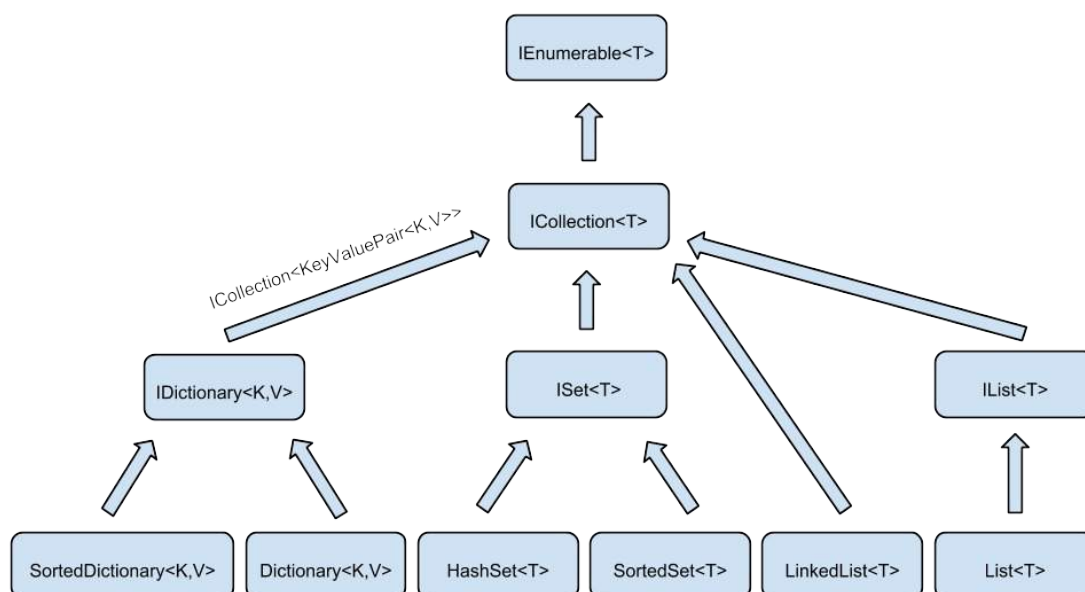 IEnumerable<T>
ICollection<T>
ICollection<KeyValuePair<K,V>>
IDictionary<K,V>
ISet<T>
IList<T>
SortedDictionary<K,V>
Dictionary<K,V>
HashSet<T>
SortedSet<T>
LinkedList<T>
List<T>